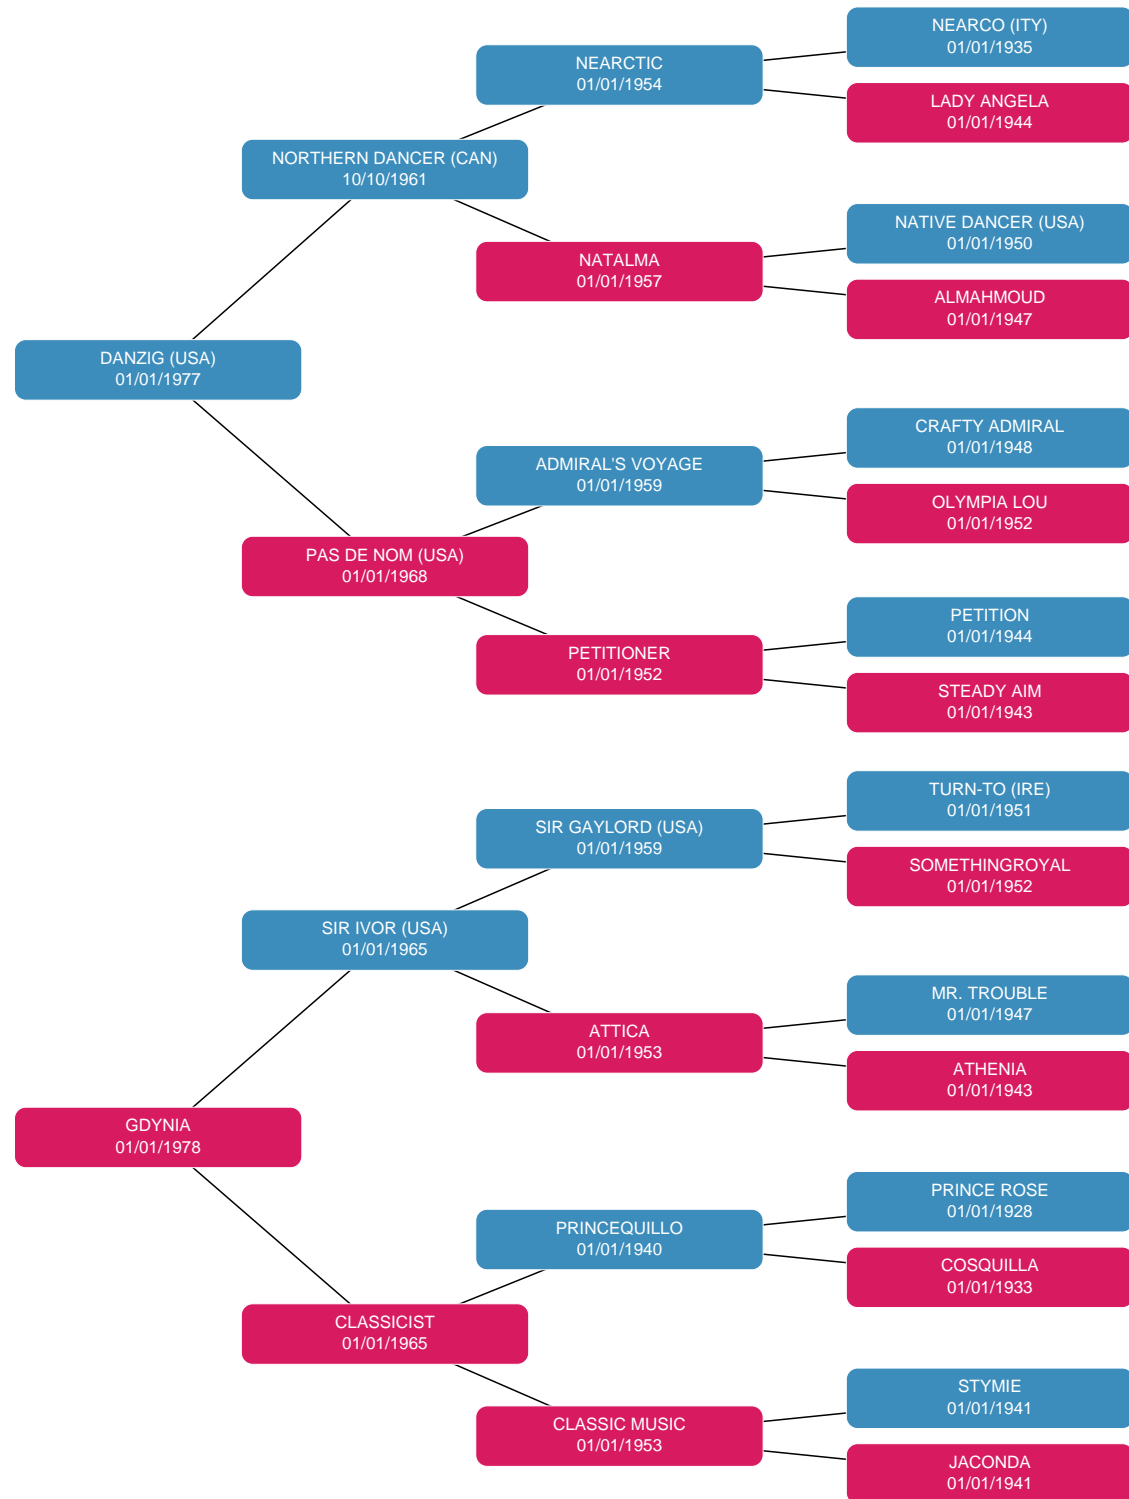 NEARCO (ITY)
01/01/1935
NEARCTIC
01/01/1954
LADY ANGELA
01/01/1944
NORTHERN DANCER (CAN)
10/10/1961
NATIVE DANCER (USA)
01/01/1950
NATALMA
01/01/1957
ALMAHMOUD
01/01/1947
DANZIG (USA)
01/01/1977
CRAFTY ADMIRAL
01/01/1948
ADMIRAL'S VOYAGE
01/01/1959
OLYMPIA LOU
01/01/1952
PAS DE NOM (USA)
01/01/1968
PETITION
01/01/1944
PETITIONER
01/01/1952
STEADY AIM
01/01/1943
TURN-TO (IRE)
01/01/1951
SIR GAYLORD (USA)
01/01/1959
SOMETHINGROYAL
01/01/1952
SIR IVOR (USA)
01/01/1965
MR. TROUBLE
01/01/1947
ATTICA
01/01/1953
ATHENIA
01/01/1943
GDYNIA
01/01/1978
PRINCE ROSE
01/01/1928
PRINCEQUILLO
01/01/1940
COSQUILLA
01/01/1933
CLASSICIST
01/01/1965
STYMIE
01/01/1941
CLASSIC MUSIC
01/01/1953
JACONDA
01/01/1941